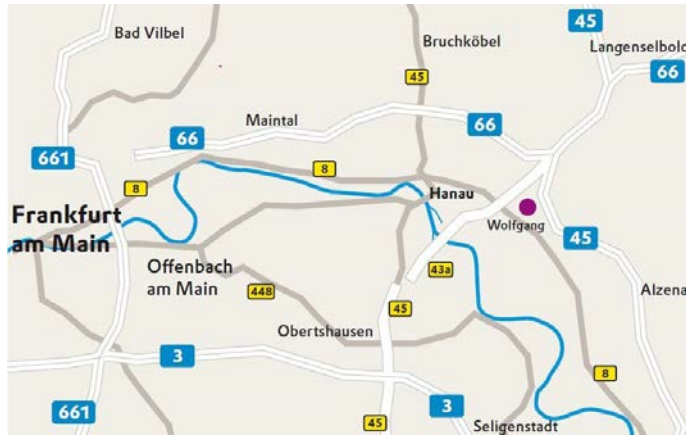 45
Bad Vilbel
Bruchköbel
Langenselbold
45
66
Maintal
66
66
661
8
8
Hanau
Frankfurt
am Main
Wolfgang
45
Offenbach
am Main
43a
448
Alzena
45
Obertshausen
3
8
661
3
45
Seligenstadt